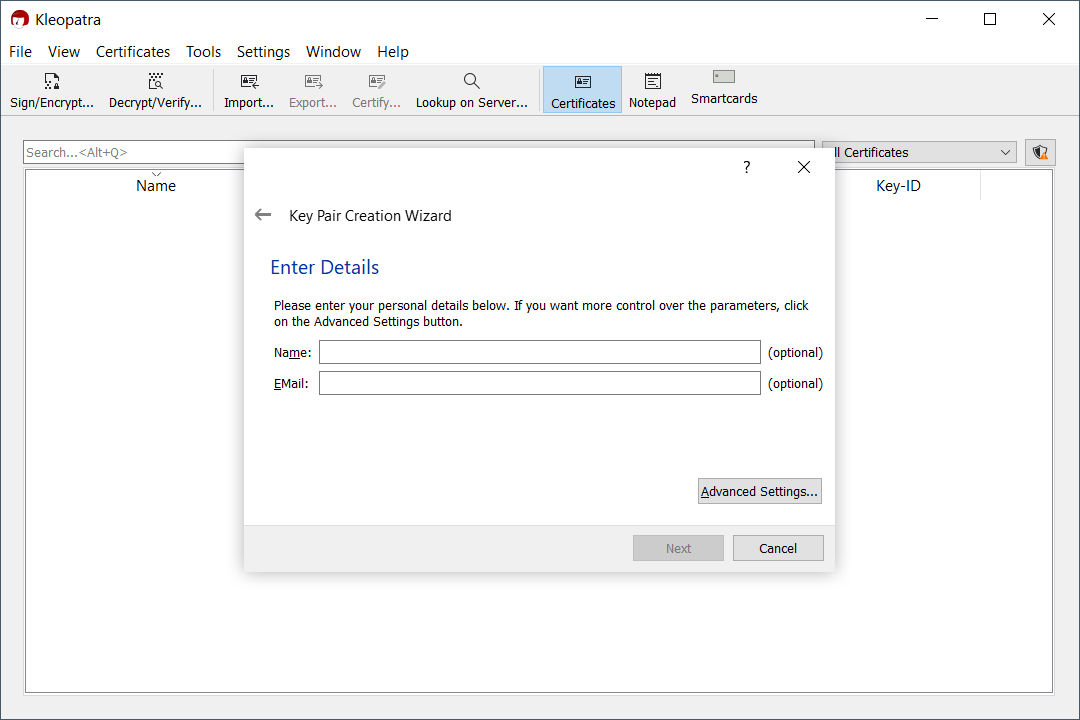 Kleopatra
File View Certificates Tools Settings Window Help
Sign/Encrypt... Decrypt/Verify... Import... Export... Certify... Lookup on Server... Certificates Notepad Smartcards
Search...<Alt+Q>
ll Certificates
Name
Key-ID
?
Key Pair Creation Wizard
Enter Details
Please enter your personal details below. If you want more control over the parameters, click
on the Advanced Settings button.
Name: (optional)
EMail: (optional)
Advanced Settings...
Next Cancel